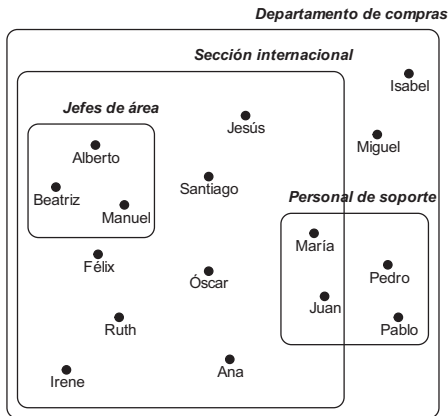 Departamento de compras
Sección internacional
Isabel
Jefes de área
Jesús
Miguel
Alberto
Santiago
Beatriz
Manuel
Personal de soporte
María
Félix
Óscar
Pedro
Juan
Pablo
Ruth
Ana
Irene